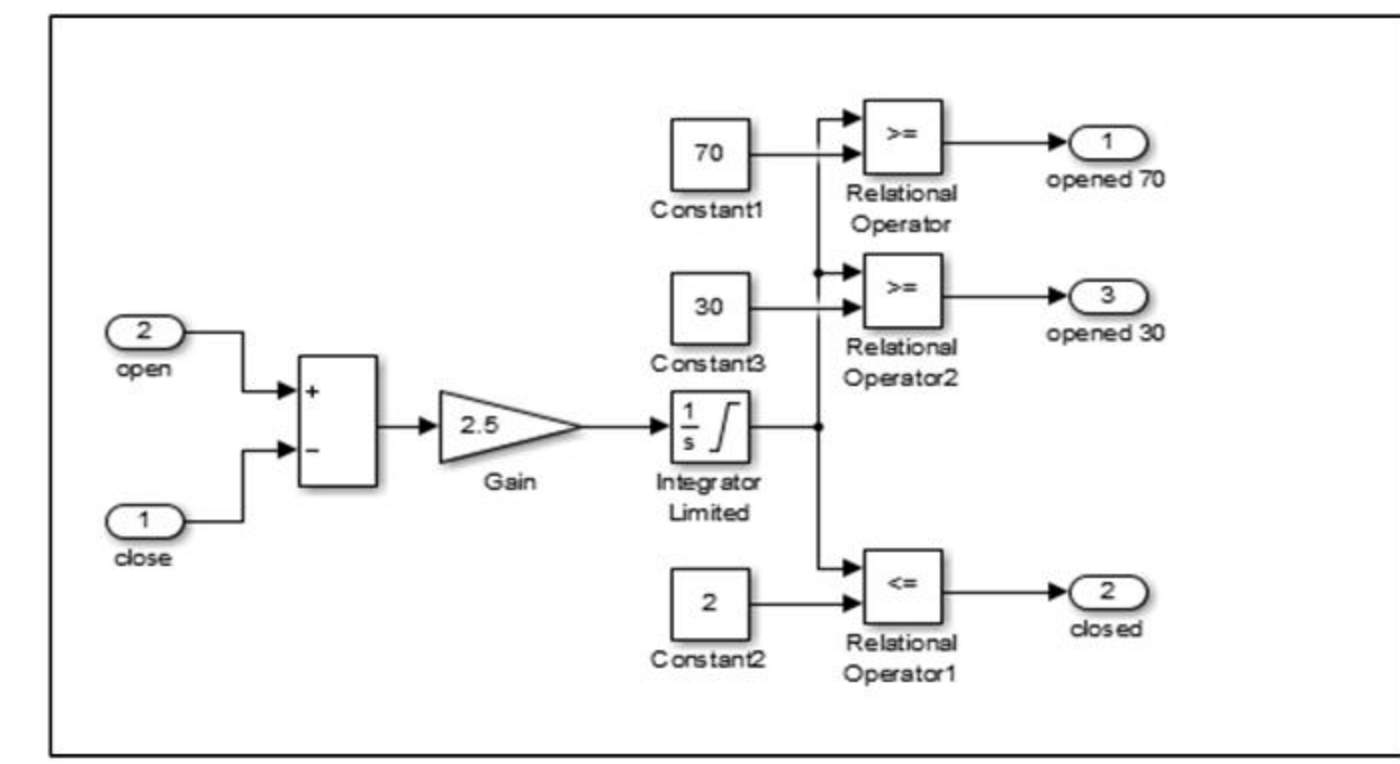 70
Constant1
>=
Relational
Operator
1
opened 70
30
Constant3
>=
Relational
Operator2
3
opened 30
2
open
+
−
1
close
2.5
Gain
1
s
Integrator
Limited
2
Constant2
<=
Relational
Operator1
2
closed